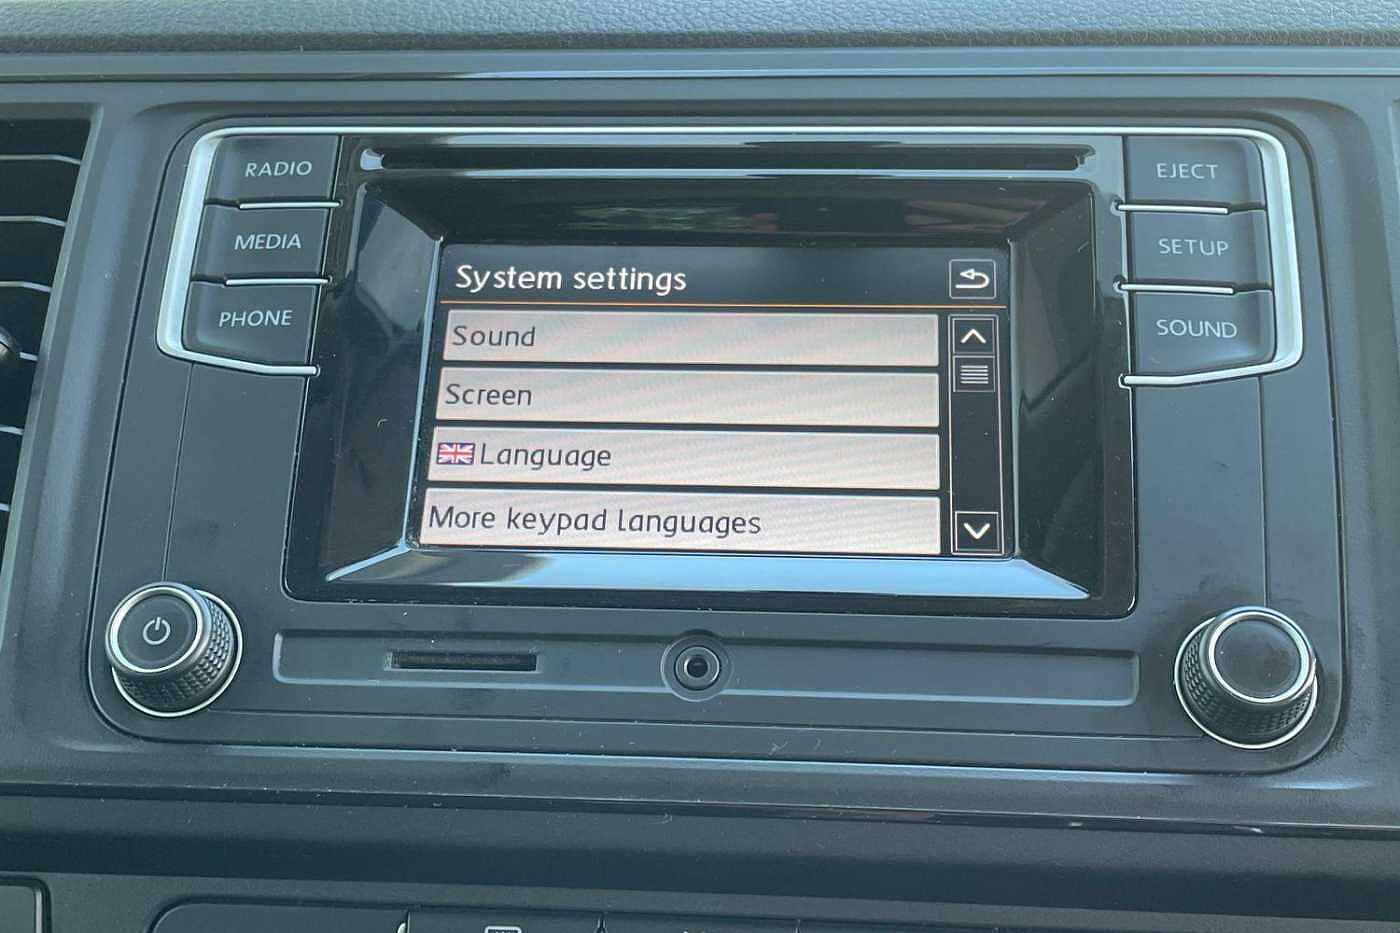 RADIO
MEDIA
PHONE
EJECT
SETUP
SOUND
System settings
Sound
Screen
Language
More keypad languages